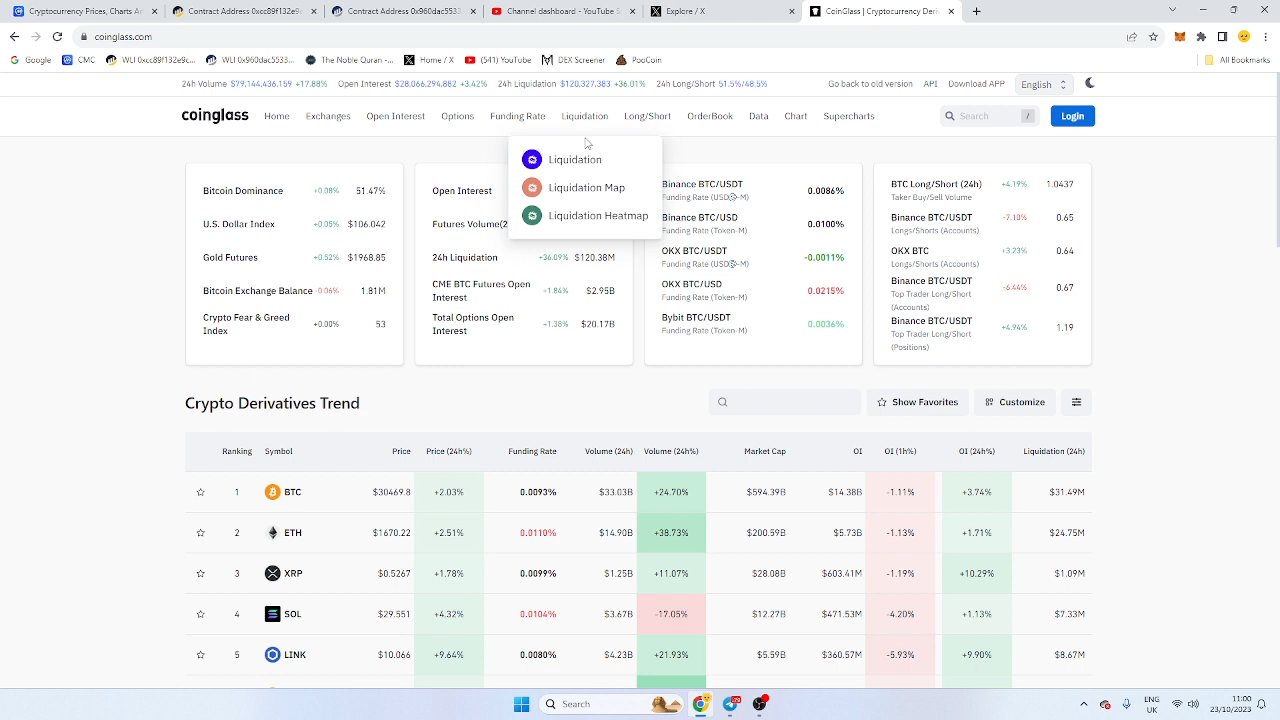 Cryptocurrency Prices, Charts An
Contract Address 0xcc89f132e9c
Contract Address 0x960dac5533
Channel dashboard - YouTube S
Explore / X
CoinGlass | Cryptocurrency Deri
coinglass.com
Google
CMC
WLI 0xcc89f132e9c...
WLI 0x960dac5533...
The Noble Quran -...
Home / X
(541) YouTube
DEX Screener
PooCoin
All Bookmarks
24h Volume $79,144,436,159 +17.88% Open Interest $28,066,294,882 +3.42% 24h Liquidation $120,327,383 +36.01% 24h Long/Short 51.5%/48.5%
Go back to old version API Download APP English
coinglass Home Exchanges Open Interest Options Funding Rate Liquidation Long/Short OrderBook Data Chart Supercharts Search / Login
Liquidation
Liquidation Map
Liquidation Heatmap
Bitcoin Dominance +0.08% 51.47%
U.S. Dollar Index +0.05% $106.042
Gold Futures +0.52% $1968.85
Bitcoin Exchange Balance -0.06% 1.81M
Crypto Fear & Greed
Index +0.00% 53
Open Interest
Futures Volume(2
24h Liquidation +36.09% $120.38M
CME BTC Futures Open
Interest +1.84% $2.95B
Total Options Open
Interest +1.38% $20.17B
Binance BTC/USDT 0.0086%
Funding Rate (USDⓈ-M)
Binance BTC/USD 0.0100%
Funding Rate (Token-M)
OKX BTC/USDT -0.0011%
Funding Rate (USDⓈ-M)
OKX BTC/USD 0.0215%
Funding Rate (Token-M)
Bybit BTC/USDT 0.0036%
Funding Rate (Token-M)
BTC Long/Short (24h) +4.19% 1.0437
Taker Buy/Sell Volume
Binance BTC/USDT -7.10% 0.65
Longs/Shorts (Accounts)
OKX BTC +3.23% 0.64
Longs/Shorts (Accounts)
Binance BTC/USDT -6.44% 0.67
Top Trader Long/Short
(Accounts)
Binance BTC/USDT +4.94% 1.19
Top Trader Long/Short
(Positions)
Crypto Derivatives Trend
Show Favorites
Customize
Ranking Symbol Price Price (24h%) Funding Rate Volume (24h) Volume (24h%) Market Cap OI OI (1h%) OI (24h%) Liquidation (24h)
1 BTC $30469.8 +2.03% 0.0093% $33.03B +24.70% $594.39B $14.38B -1.11% +3.74% $31.49M
2 ETH $1670.22 +2.51% 0.0110% $14.90B +38.73% $200.59B $5.73B -1.13% +1.71% $24.75M
3 XRP $0.5267 +1.78% 0.0099% $1.25B +11.07% $28.08B $603.41M -1.19% +10.29% $1.09M
4 SOL $29.551 +4.32% 0.0104% $3.67B -17.05% $12.27B $471.53M -4.20% +1.13% $7.33M
5 LINK $10.066 +9.64% 0.0080% $4.23B +21.93% $5.59B $360.57M -5.93% +9.90% $8.67M
Search
ENG
UK
11:00
23/10/2023